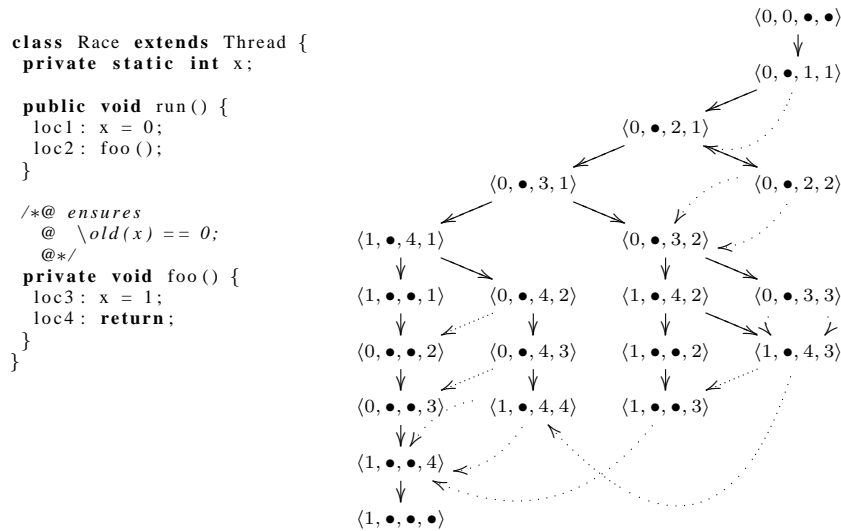 class Race extends Thread {
private static int x;
public void run() {
loc1: x = 0;
loc2: foo();
}
/*@ ensures
@ \old(x) == 0;
@*/
private void foo() {
loc3: x = 1;
loc4: return;
}
}
⟨0, 0, •, •⟩
⟨0, •, 1, 1⟩
⟨0, •, 2, 1⟩
⟨0, •, 3, 1⟩ ⟨0, •, 2, 2⟩
⟨1, •, 4, 1⟩ ⟨0, •, 3, 2⟩
⟨1, •, •, 1⟩ ⟨0, •, 4, 2⟩ ⟨1, •, 4, 2⟩ ⟨0, •, 3, 3⟩
⟨0, •, •, 2⟩ ⟨0, •, 4, 3⟩ ⟨1, •, •, 2⟩ ⟨1, •, 4, 3⟩
⟨0, •, •, 3⟩ ⟨1, •, 4, 4⟩ ⟨1, •, •, 3⟩
⟨1, •, •, 4⟩
⟨1, •, •, •⟩